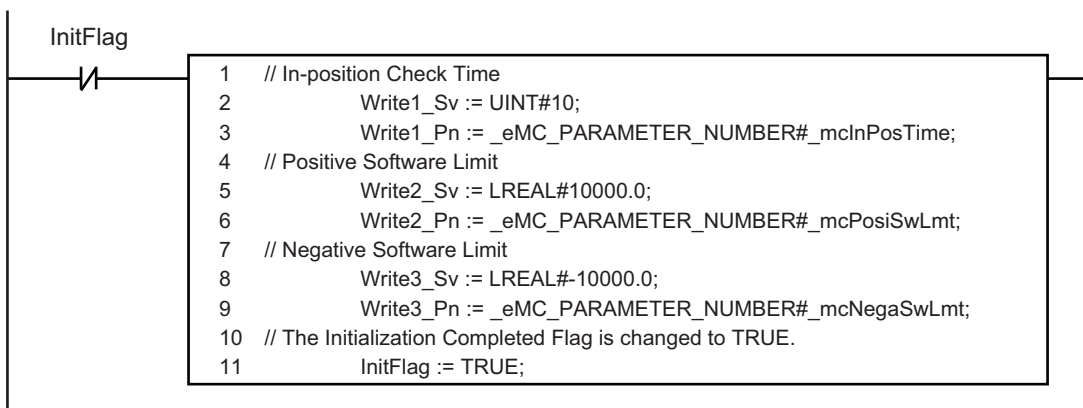 InitFlag
1 // In-position Check Time
2 Write1_Sv := UINT#10;
3 Write1_Pn := _eMC_PARAMETER_NUMBER#_mcInPosTime;
4 // Positive Software Limit
5 Write2_Sv := LREAL#10000.0;
6 Write2_Pn := _eMC_PARAMETER_NUMBER#_mcPosiSwLmt;
7 // Negative Software Limit
8 Write3_Sv := LREAL#-10000.0;
9 Write3_Pn := _eMC_PARAMETER_NUMBER#_mcNegaSwLmt;
10 // The Initialization Completed Flag is changed to TRUE.
11 InitFlag := TRUE;